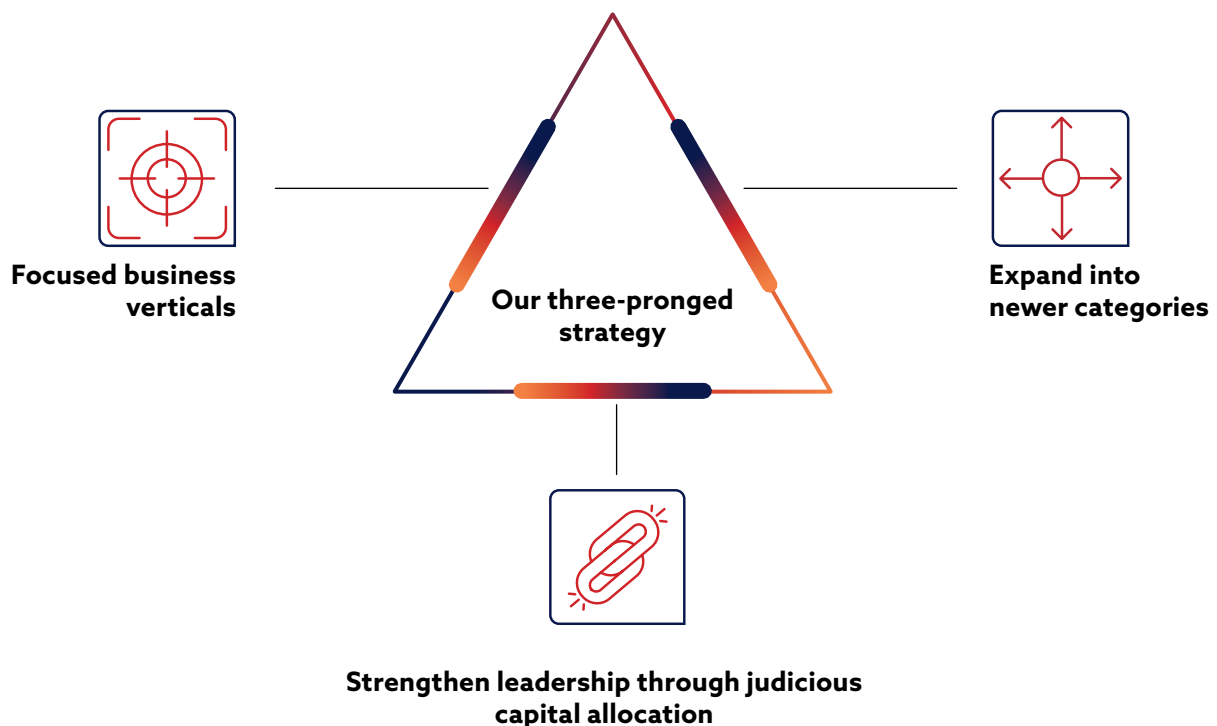 Focused business
verticals
Our three-pronged
strategy
Expand into
newer categories
Strengthen leadership through judicious
capital allocation